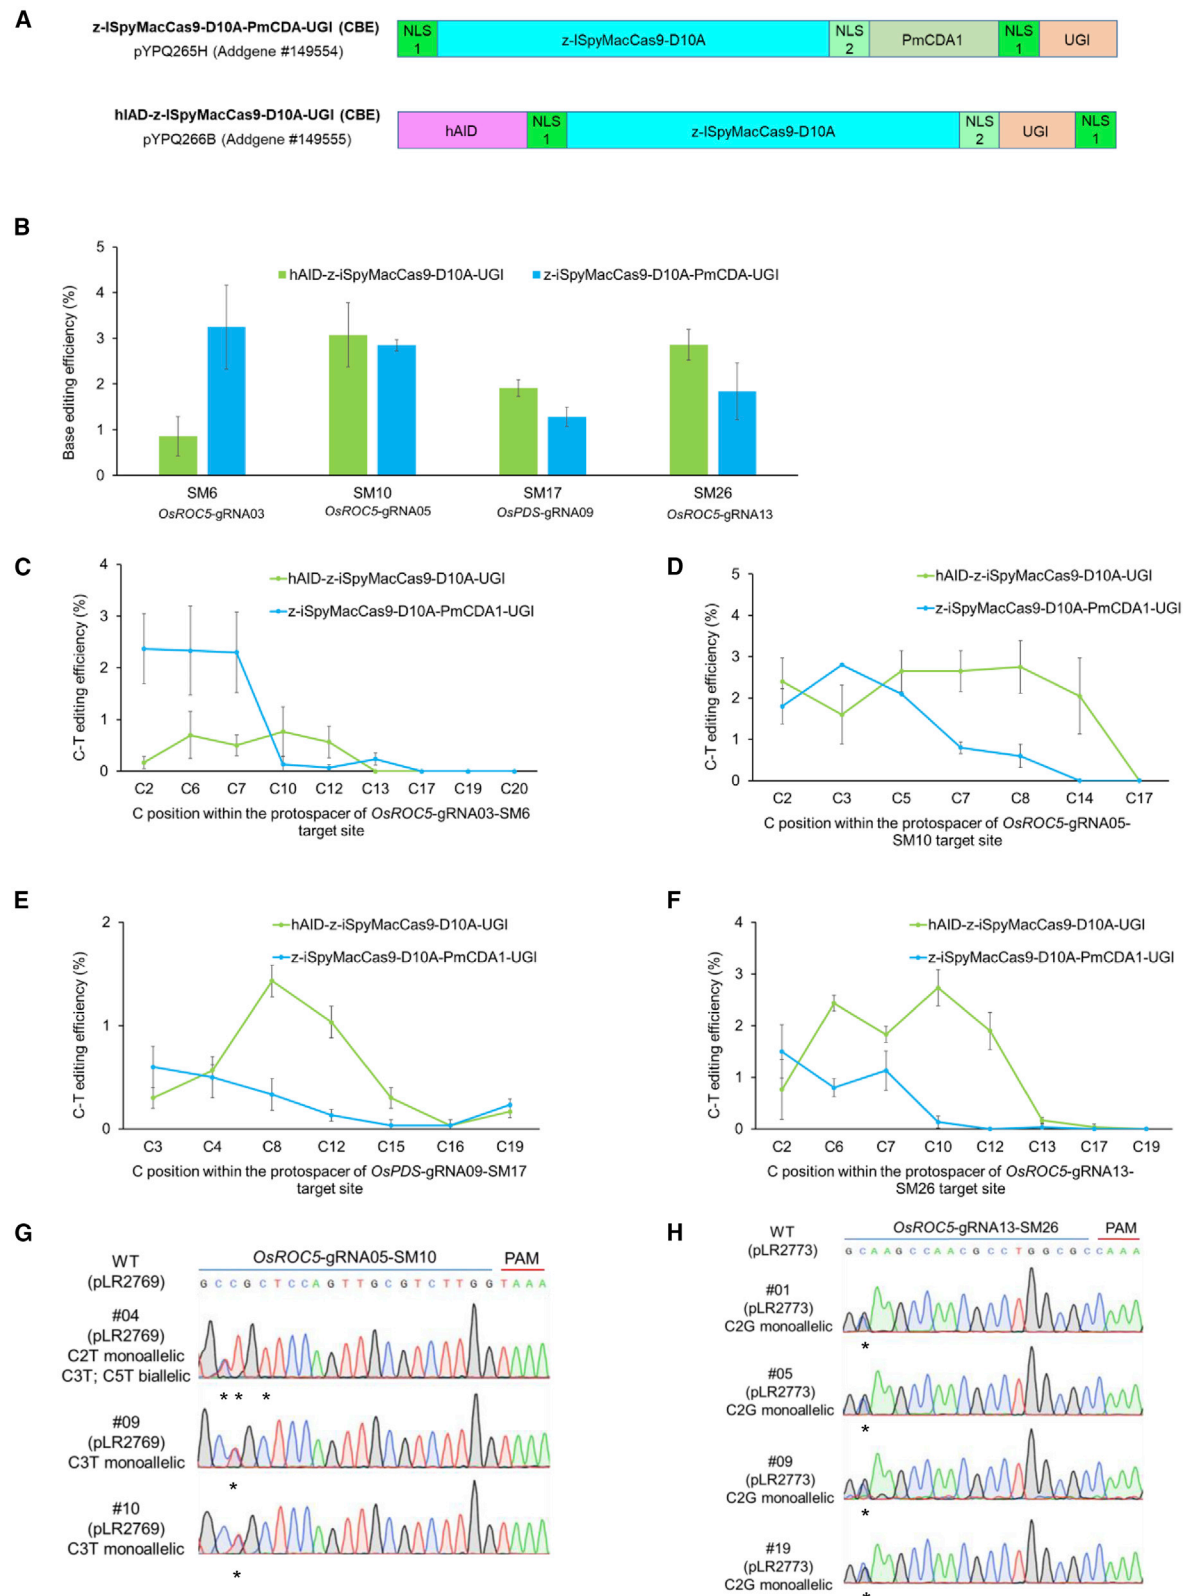 A
z-ISpyMacCas9-D10A-PmCDA-UGI (CBE)
pYPQ265H (Addgene #149554)
NLS
1
z-ISpyMacCas9-D10A
NLS
2
PmCDA1
NLS
1
UGI
hIAD-z-ISpyMacCas9-D10A-UGI (CBE)
pYPQ266B (Addgene #149555)
hAID
NLS
1
z-ISpyMacCas9-D10A
NLS
2
UGI
NLS
1
B
Base editing efficiency (%)
5
4
3
2
1
0
hAID-z-iSpyMacCas9-D10A-UGI
z-iSpyMacCas9-D10A-PmCDA-UGI
SM6 SM10 SM17 SM26
OsROC5-gRNA03 OsROC5-gRNA05 OsPDS-gRNA09 OsROC5-gRNA13
C
C-T editing efficiency (%)
4
3
2
1
0
hAID-z-iSpyMacCas9-D10A-UGI
z-iSpyMacCas9-D10A-PmCDA1-UGI
C2 C6 C7 C10 C12 C13 C17 C19 C20
C position within the protospacer of OsROC5-gRNA03-SM6
target site
D
C-T editing efficiency (%)
5
4
3
2
1
0
hAID-z-iSpyMacCas9-D10A-UGI
z-iSpyMacCas9-D10A-PmCDA1-UGI
C2 C3 C5 C7 C8 C14 C17
C position within the protospacer of OsROC5-gRNA05-
SM10 target site
E
C-T editing efficiency (%)
2
1
0
hAID-z-iSpyMacCas9-D10A-UGI
z-iSpyMacCas9-D10A-PmCDA1-UGI
C3 C4 C8 C12 C15 C16 C19
C position within the protospacer of OsPDS-gRNA09-SM17
target site
F
C-T editing efficiency (%)
4
3
2
1
0
hAID-z-iSpyMacCas9-D10A-UGI
z-iSpyMacCas9-D10A-PmCDA1-UGI
C2 C6 C7 C10 C12 C13 C17 C19
C position within the protospacer of OsROC5-gRNA13-
SM26 target site
G
WT
(pLR2769)
OsROC5-gRNA05-SM10 PAM
G C C G C T C C A G T T G C G T C T T G G T A A A
#04
(pLR2769)
C2T monoallelic
C3T; C5T biallelic
* * *
#09
(pLR2769)
C3T monoallelic
*
#10
(pLR2769)
C3T monoallelic
*
H
WT
(pLR2773)
OsROC5-gRNA13-SM26 PAM
G C A A G C C A A C G C C T G G C G C C A A A
#01
(pLR2773)
C2G monoallelic
*
#05
(pLR2773)
C2G monoallelic
*
#09
(pLR2773)
C2G monoallelic
*
#19
(pLR2773)
C2G monoallelic
*